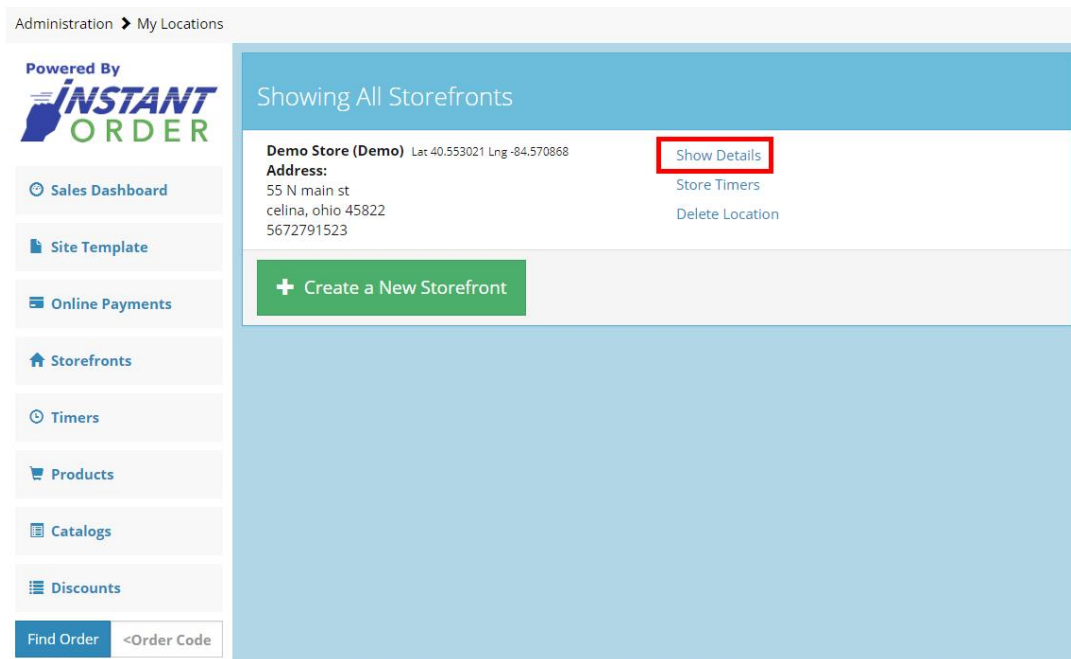 Administration > My Locations
Powered By
INSTANT
ORDER
Sales Dashboard
Site Template
Online Payments
Storefronts
Timers
Products
Catalogs
Discounts
Find Order <Order Code
Showing All Storefronts
Demo Store (Demo) Lat 40.553021 Lng -84.570868
Address:
55 N main st
celina, ohio 45822
5672791523
Show Details
Store Timers
Delete Location
+ Create a New Storefront